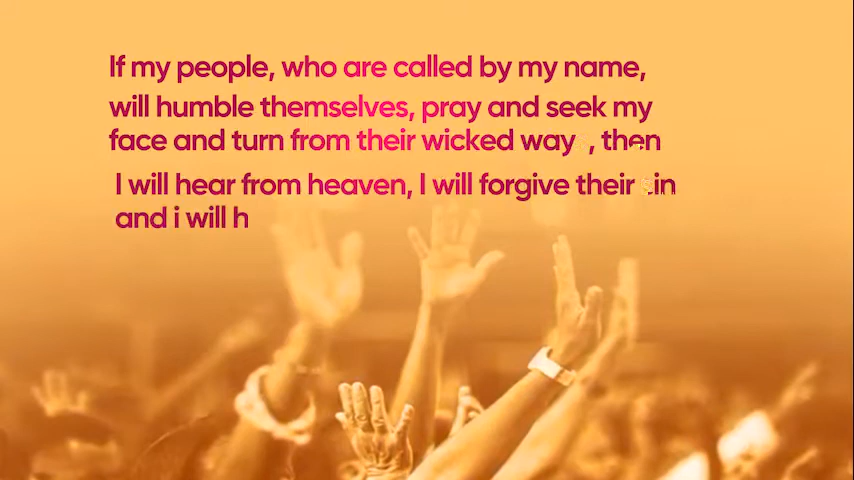 If my people, who are called by my name,
will humble themselves, pray and seek my
face and turn from their wicked way , then
I will hear from heaven, I will forgive their in
and i will h